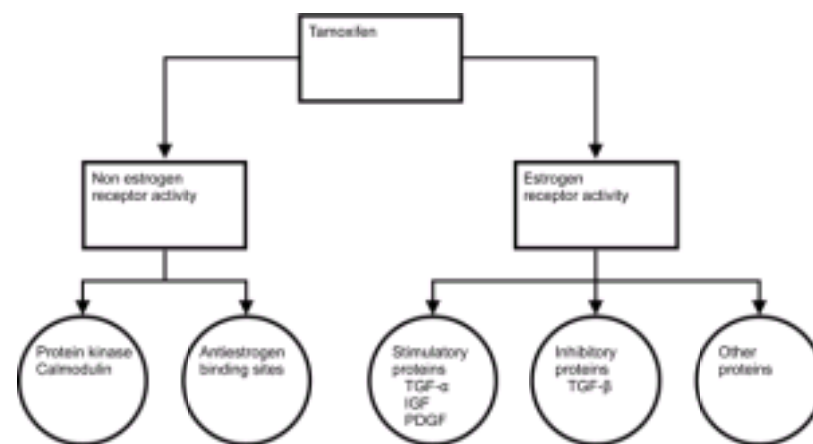 Tamoxifen
Non estrogen
receptor activity
Estrogen
receptor activity
Protein kinase
Calmodulin
Antiestrogen
binding sites
Stimulatory
proteins
TGF-α
IGF
PDGF
Inhibitory
proteins
TGF-β
Other
proteins